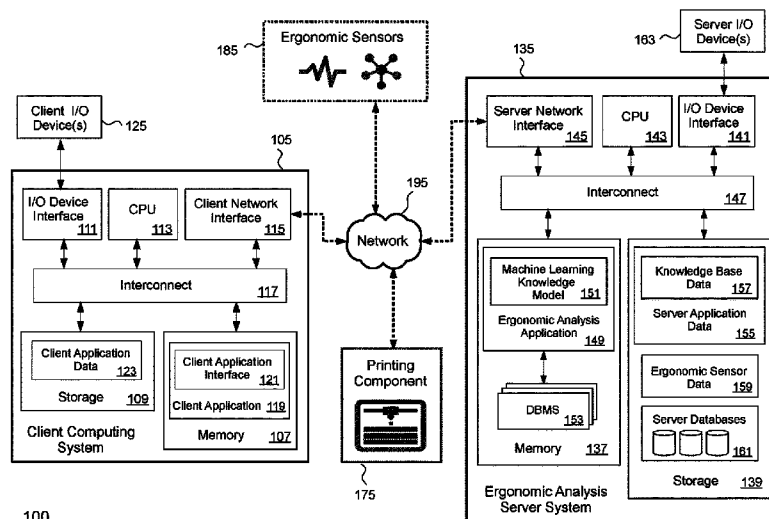 185
Ergonomic Sensors
163
Server I/O
Device(s)
135
Client I/O
Device(s)
125
105
I/O Device
Interface
111
CPU
113
Client Network
Interface
115
Interconnect
117
Client Application
Data
123
Storage
109
Client Application
Interface
121
Client Application
119
Memory
107
Client Computing
System
195
Network
Printing
Component
175
Server Network
Interface
145
CPU
143
I/O Device
Interface
141
Interconnect
147
Machine Learning
Knowledge
Model
151
Ergonomic Analysis
Application
149
DBMS
153
Memory
137
Knowledge Base
Data
157
Server Application
Data
155
Ergonomic Sensor
Data
159
Server Databases
161
Storage
139
Ergonomic Analysis
Server System
100